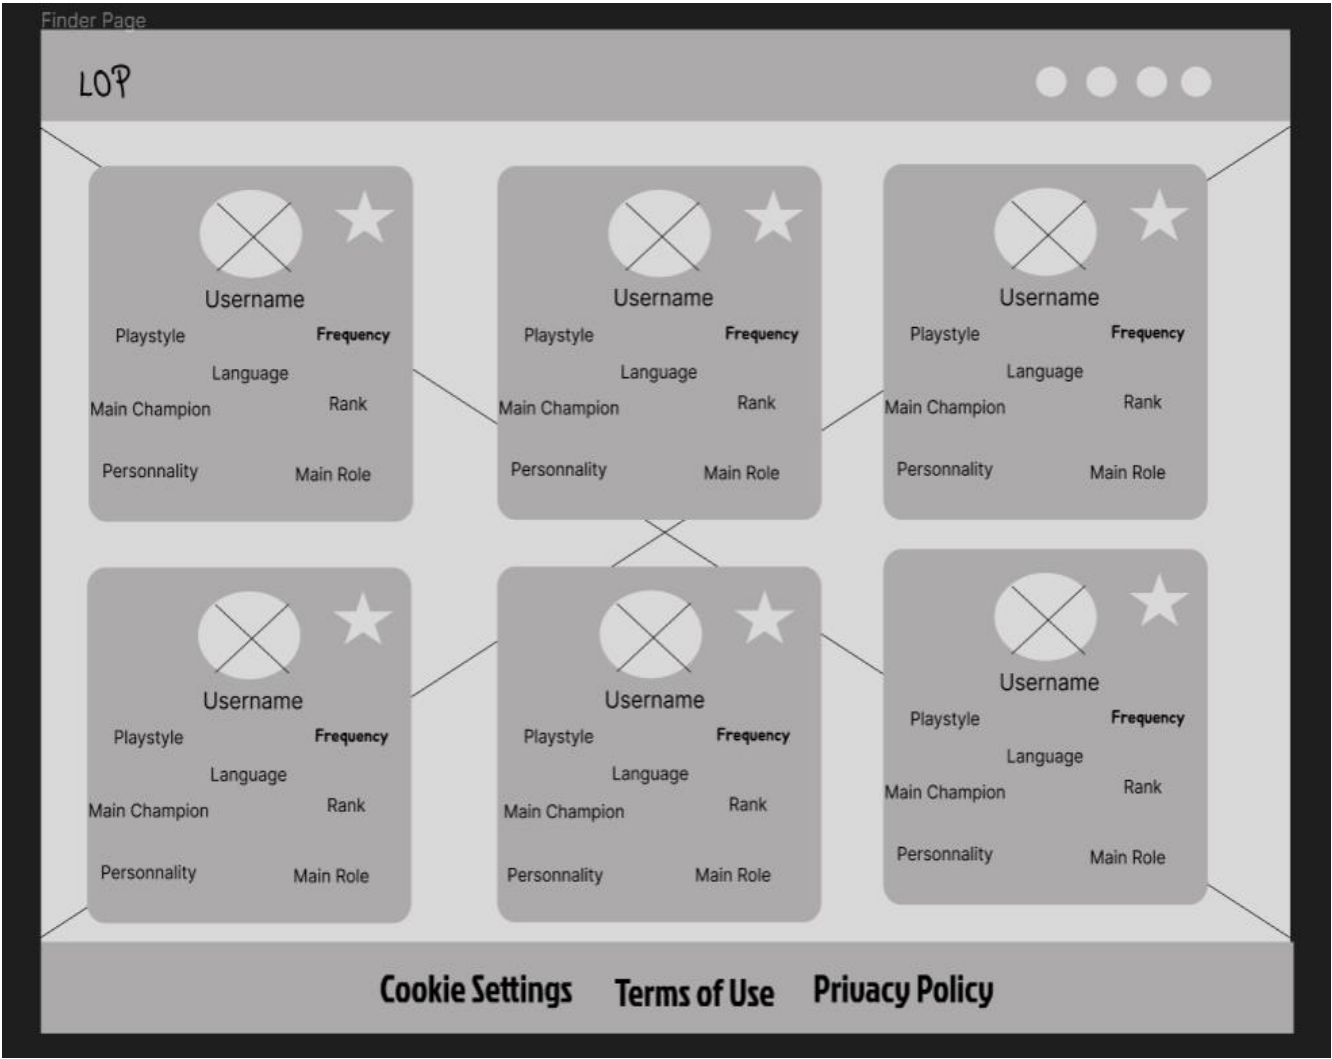 Finder Page
LOP
Username
Playstyle
Frequency
Language
Main Champion
Rank
Personnality
Main Role
Username
Playstyle
Frequency
Language
Main Champion
Rank
Personnality
Main Role
Username
Playstyle
Frequency
Language
Main Champion
Rank
Personnality
Main Role
Username
Playstyle
Frequency
Language
Main Champion
Rank
Personnality
Main Role
Username
Playstyle
Frequency
Language
Main Champion
Rank
Personnality
Main Role
Username
Playstyle
Frequency
Language
Main Champion
Rank
Personnality
Main Role
Cookie Settings
Terms of Use
Privacy Policy